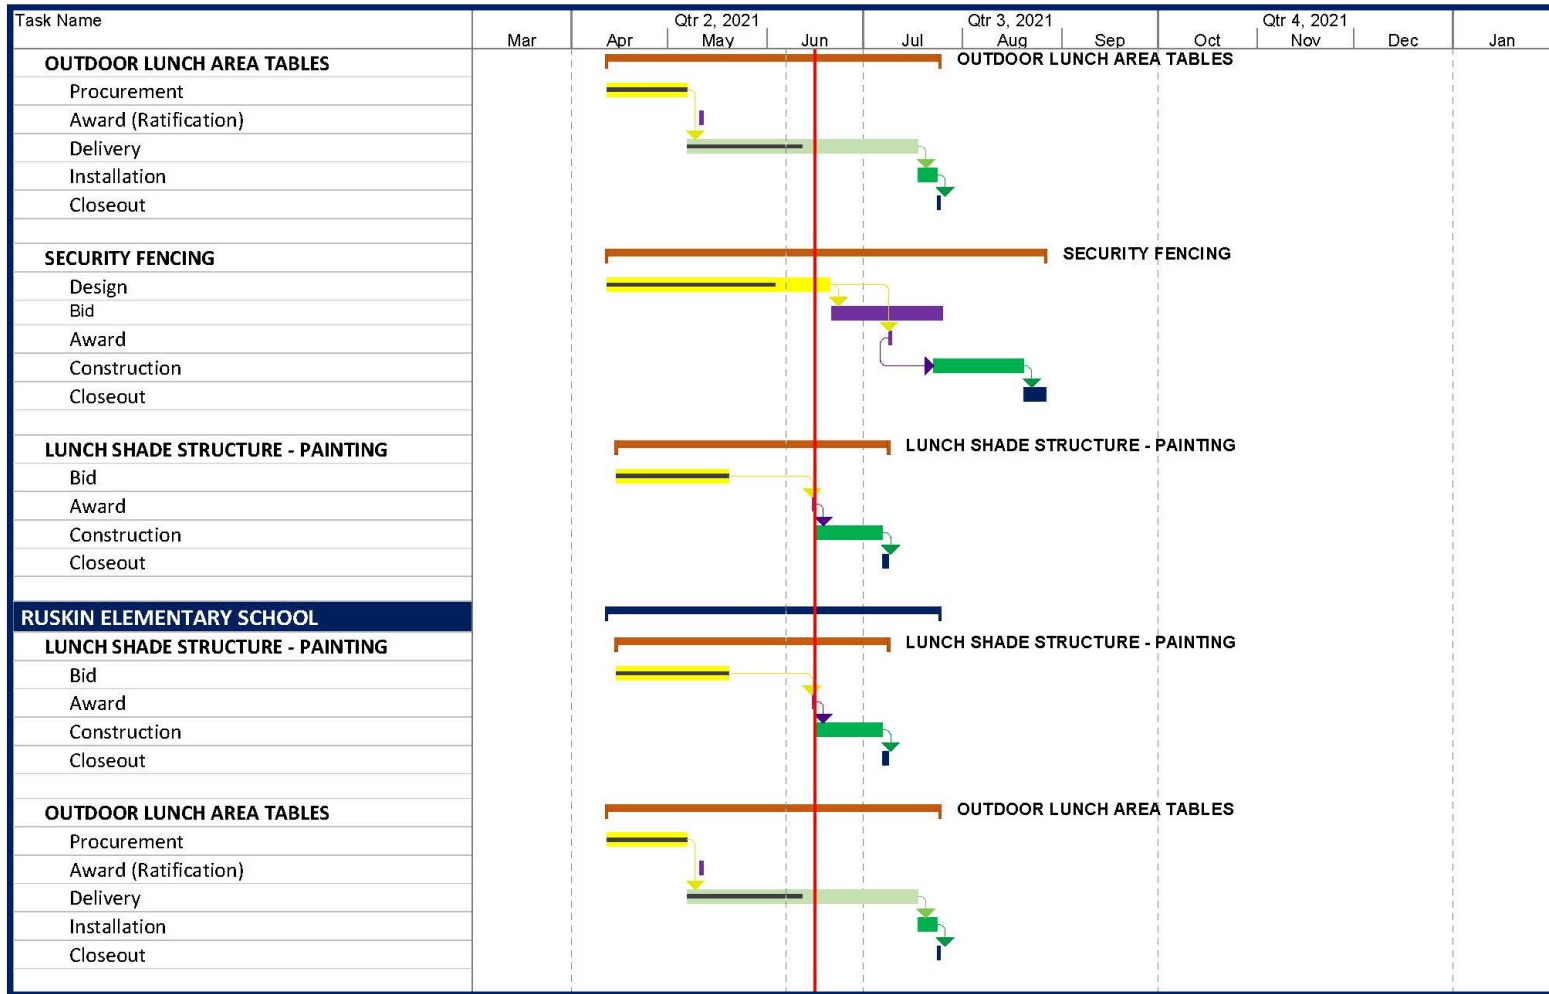 Task Name
Qtr 2, 2021 Qtr 3, 2021 Qtr 4, 2021
Mar Apr May Jun Jul Aug Sep Oct Nov Dec Jan
OUTDOOR LUNCH AREA TABLES OUTDOOR LUNCH AREA TABLES
Procurement
Award (Ratification)
Delivery
Installation
Closeout
SECURITY FENCING SECURITY FENCING
Design
Bid
Award
Construction
Closeout
LUNCH SHADE STRUCTURE - PAINTING LUNCH SHADE STRUCTURE - PAINTING
Bid
Award
Construction
Closeout
RUSKIN ELEMENTARY SCHOOL
LUNCH SHADE STRUCTURE - PAINTING LUNCH SHADE STRUCTURE - PAINTING
Bid
Award
Construction
Closeout
OUTDOOR LUNCH AREA TABLES OUTDOOR LUNCH AREA TABLES
Procurement
Award (Ratification)
Delivery
Installation
Closeout